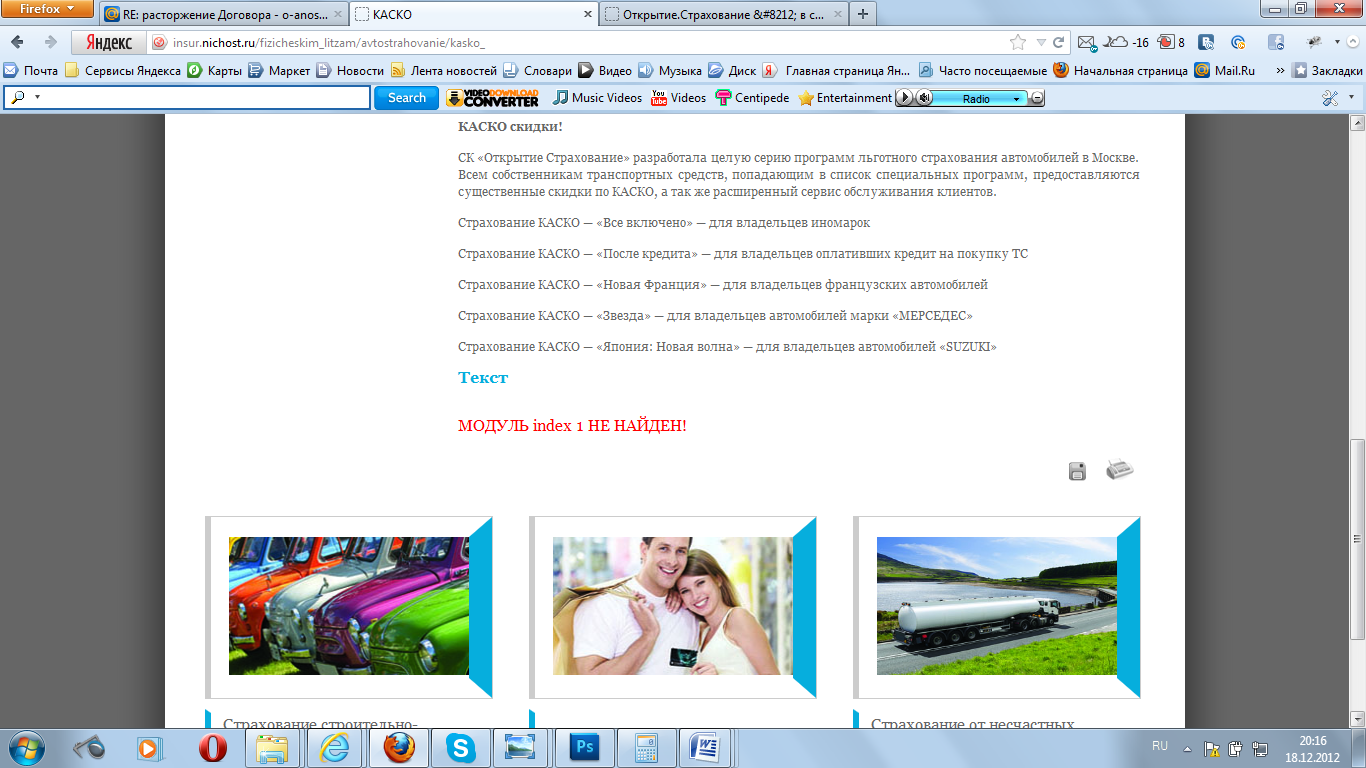 Firefox
RE: расторжение Договора - o-anos...
КАСКО
Открытие.Страхование &#8212; в с...
Яндекс
insur.nichost.ru/fizicheskim_litzam/avtostrahovanie/kasko_
-16
8
Почта
Сервисы Яндекса
Карты
Маркет
Новости
Лента новостей
Словари
Видео
Музыка
Диск
Главная страница Ян...
Часто посещаемые
Начальная страница
Mail.Ru
»
Закладки
Search
VIDEO DOWNLOAD
CONVERTER
Music Videos
You
Tube
Videos
Centipede
Entertainment
Radio
КАСКО скидки!
СК «Открытие Страхование» разработала целую серию программ льготного страхования автомобилей в Москве.
Всем собственникам транспортных средств, попадающим в список специальных программ, предоставляются
существенные скидки по КАСКО, а так же расширенный сервис обслуживания клиентов.
Страхование КАСКО — «Все включено» — для владельцев иномарок
Страхование КАСКО — «После кредита» — для владельцев оплативших кредит на покупку ТС
Страхование КАСКО — «Новая Франция» — для владельцев французских автомобилей
Страхование КАСКО — «Звезда» — для владельцев автомобилей марки «МЕРСЕДЕС»
Страхование КАСКО — «Япония: Новая волна» — для владельцев автомобилей «SUZUKI»
Текст
МОДУЛЬ index 1 НЕ НАЙДЕН!
Страхование строительно-
Страхование от несчастных
Ps
RU
20:16
18.12.2012